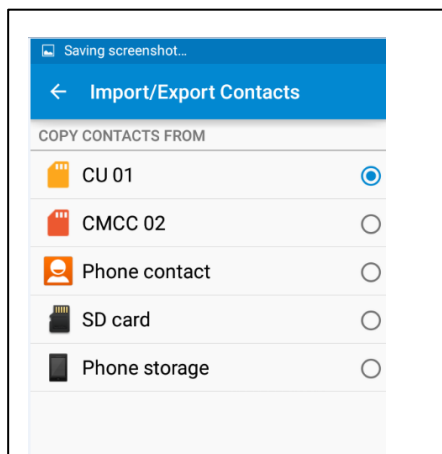 Saving screenshot...
Import/Export Contacts
COPY CONTACTS FROM
CU 01
CMCC 02
Phone contact
SD card
Phone storage